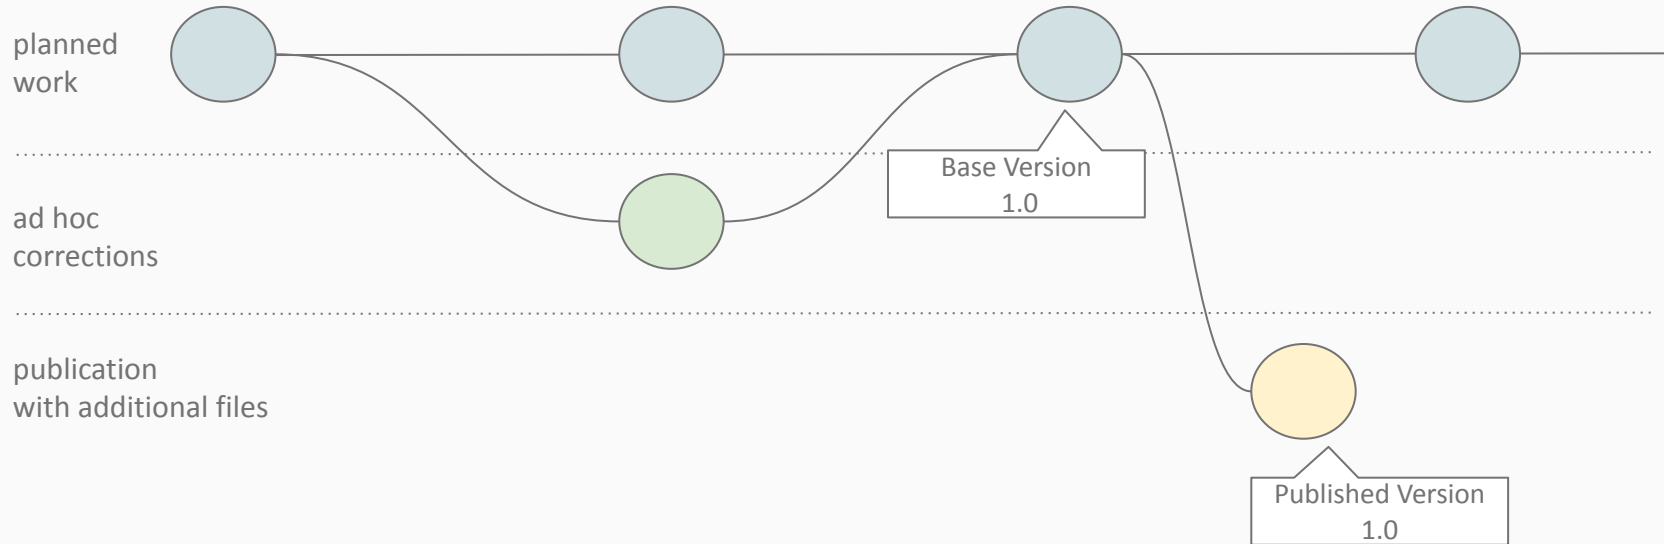 planned
work
Base Version
1.0
ad hoc
corrections
publication
with additional files
Published Version
1.0